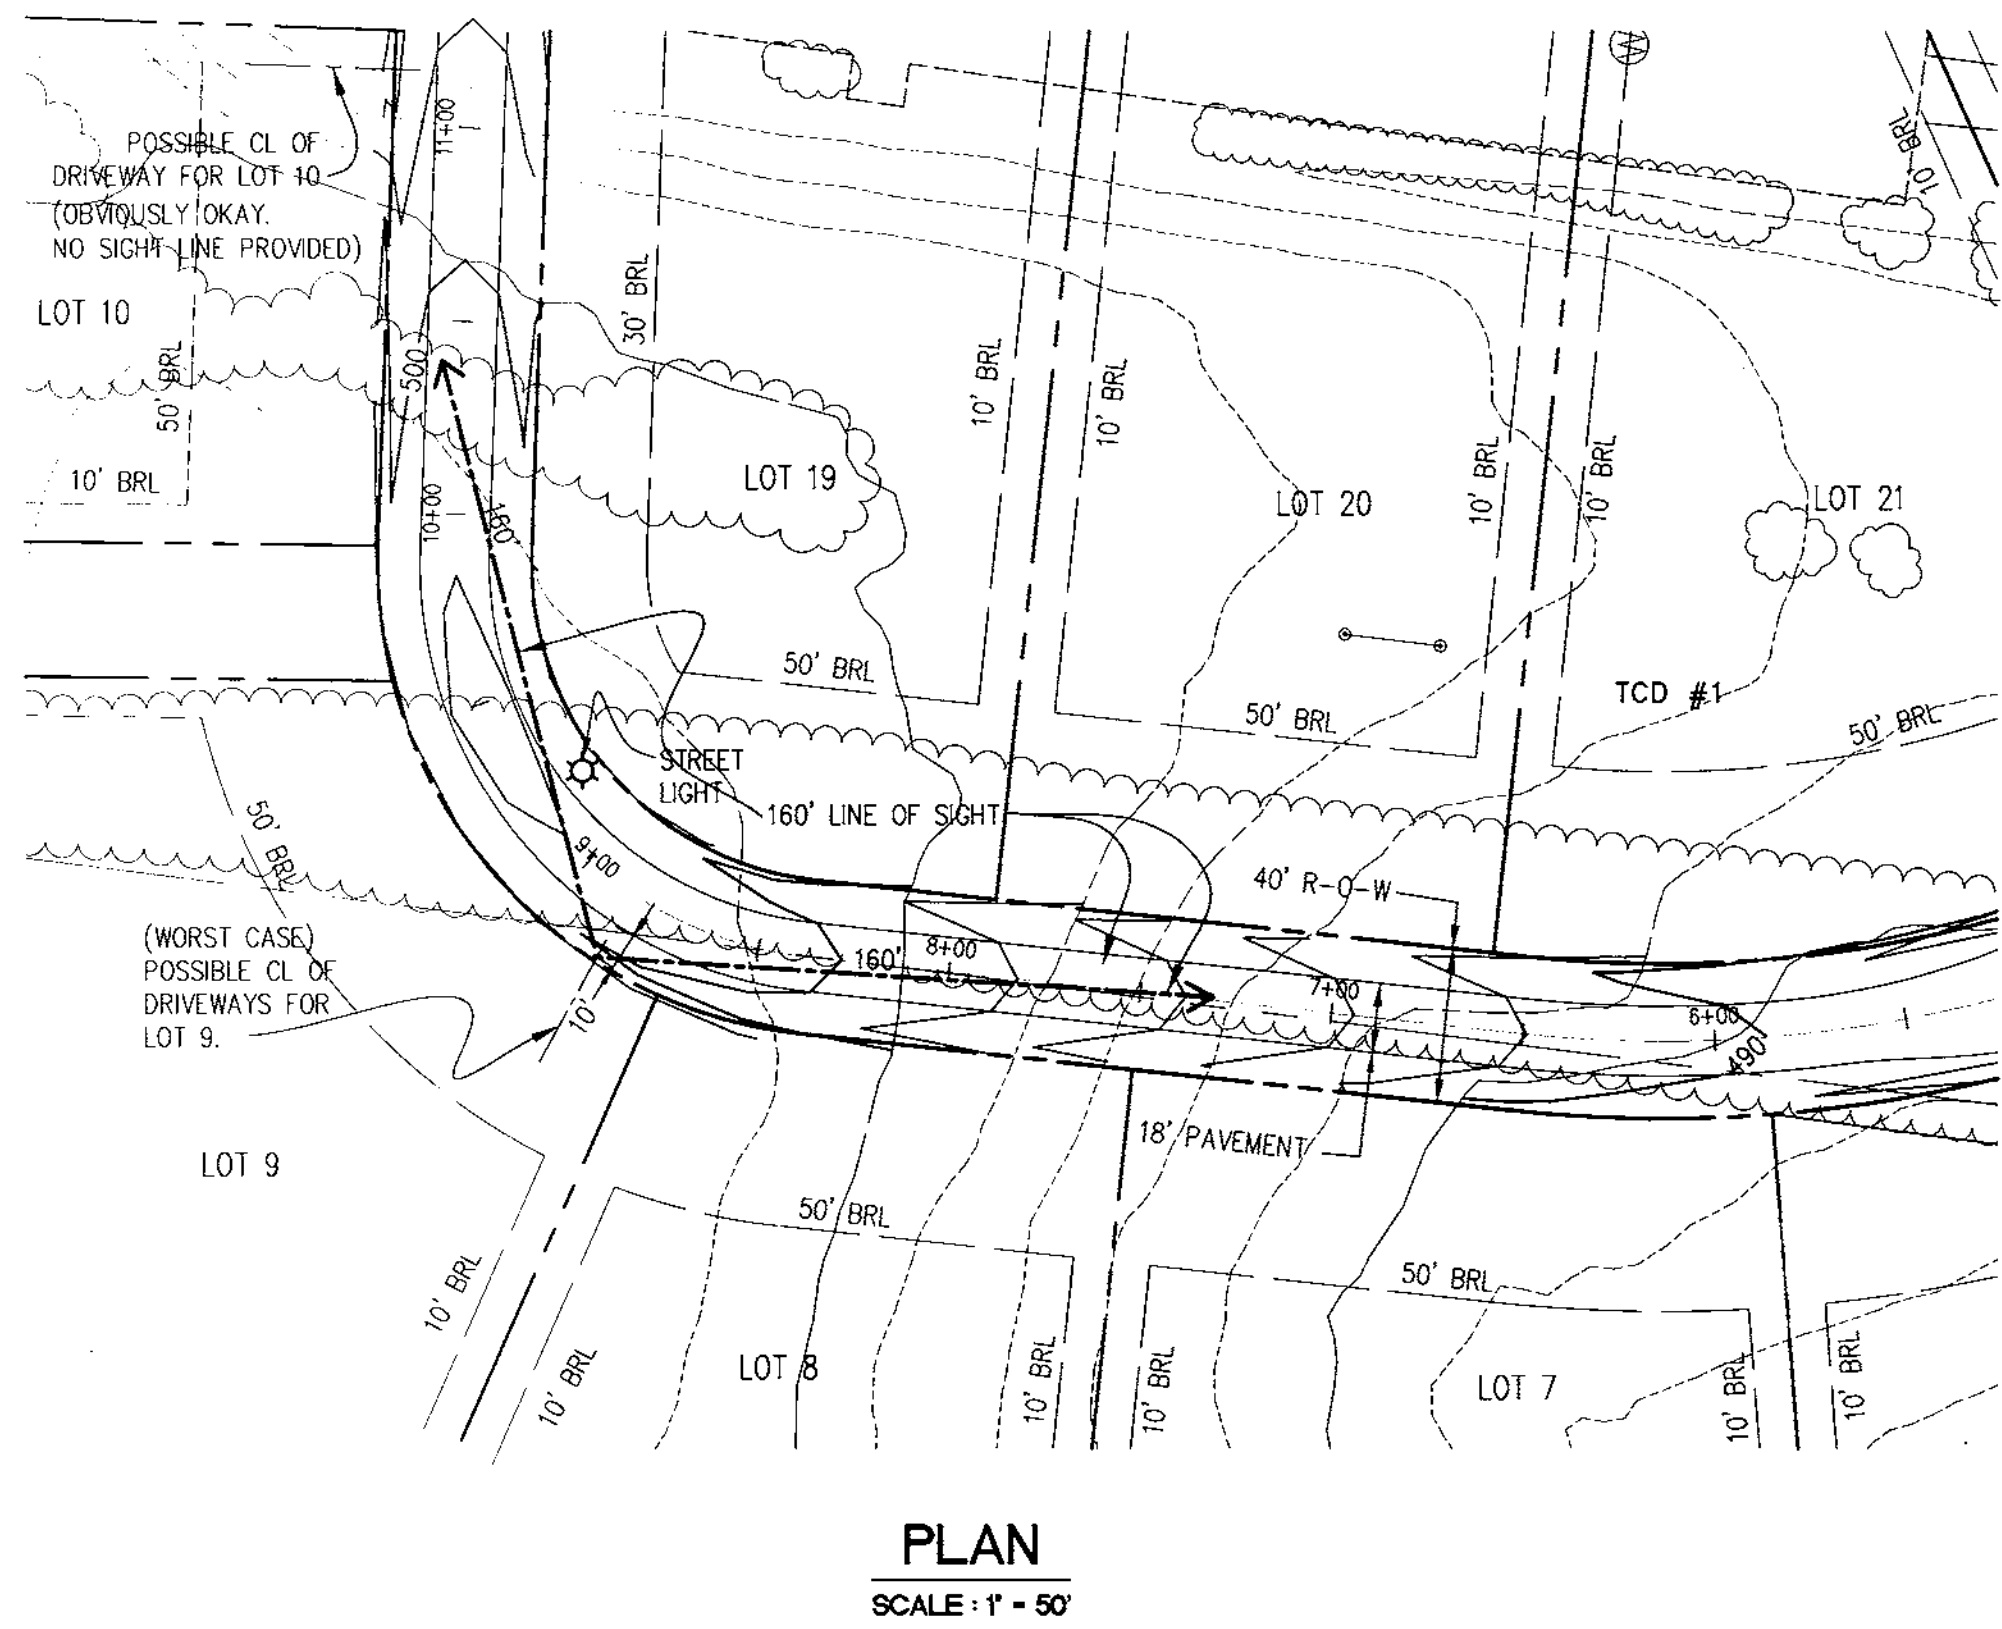 POSSIBLE CL OF
DRIVEWAY FOR LOT 10
(OBVIOUSLY OKAY.
NO SIGHT LINE PROVIDED)
11+00
W
10' BRL
LOT 10
50' BRL
10' BRL
500
30' BRL
10' BRL
10' BRL
10' BRL
10' BRL
10+00
160'
LOT 19
LOT 20
LOT 21
50' BRL
50' BRL
TCD #1
50' BRL
STREET
LIGHT
160' LINE OF SIGHT
9+00
50' BRL
40' R-O-W
(WORST CASE)
POSSIBLE CL OF
DRIVEWAYS FOR
LOT 9.
10'
160'
8+00
7+00
6+00
490
18' PAVEMENT
LOT 9
50' BRL
50' BRL
10' BRL
10' BRL
LOT 8
10' BRL
10' BRL
LOT 7
10' BRL
10' BRL
PLAN
SCALE : 1" - 50'